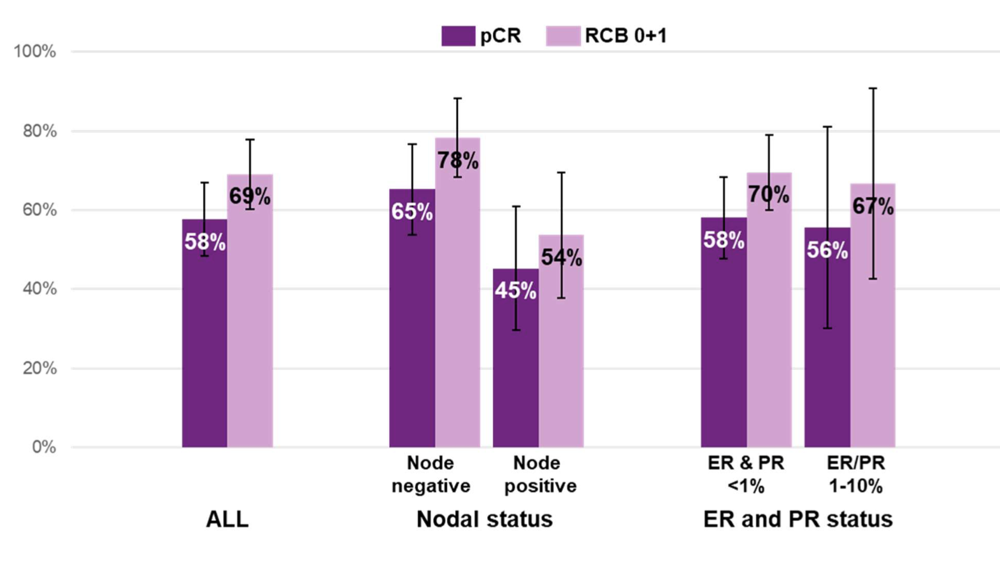 pCR RCB 0+1
100%
80%
60%
40%
20%
0%
58% 69%
65% 78%
45% 54%
58% 70%
56% 67%
Node negative
Node positive
ER & PR <1%
ER/PR 1-10%
ALL Nodal status ER and PR status